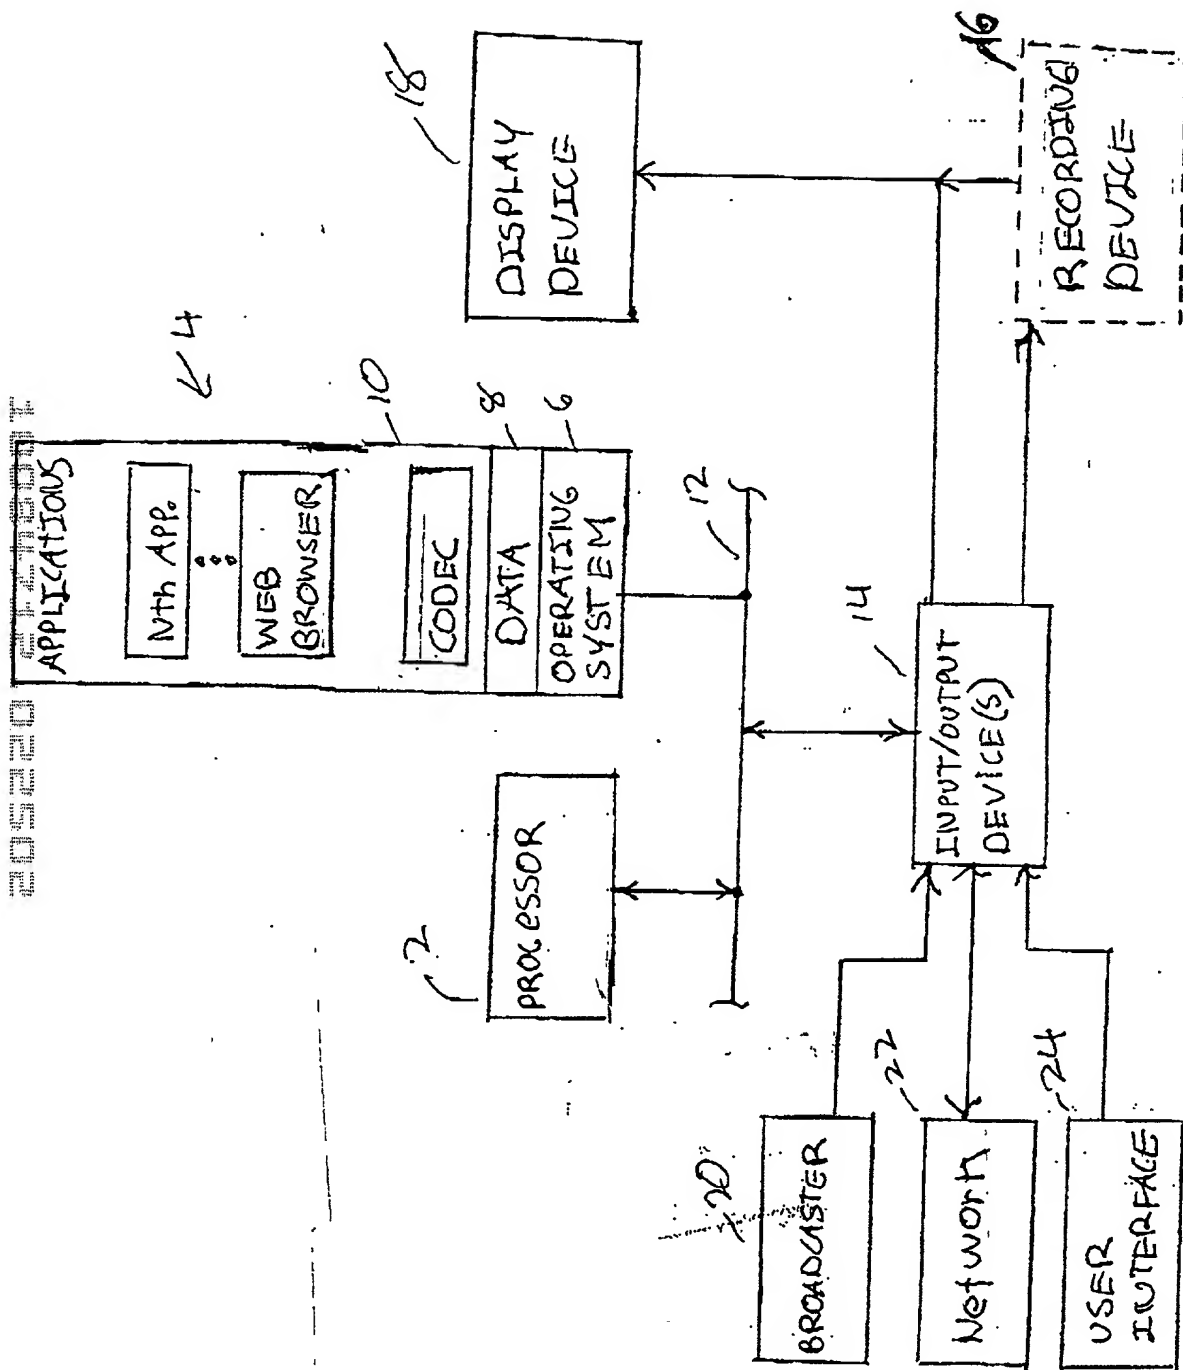 APPLICATIONS
Nth APP.
WEB
BROWSER
CODEC
DATA
OPERATING
SYSTEM
4
10
8
6
2
PROCESSOR
12
DISPLAY
DEVICE
18
20
BROADCASTER
22
Network
24
USER
INTERFACE
14
INPUT/OUTPUT
DEVICE(S)
16
RECORDING
DEVICE